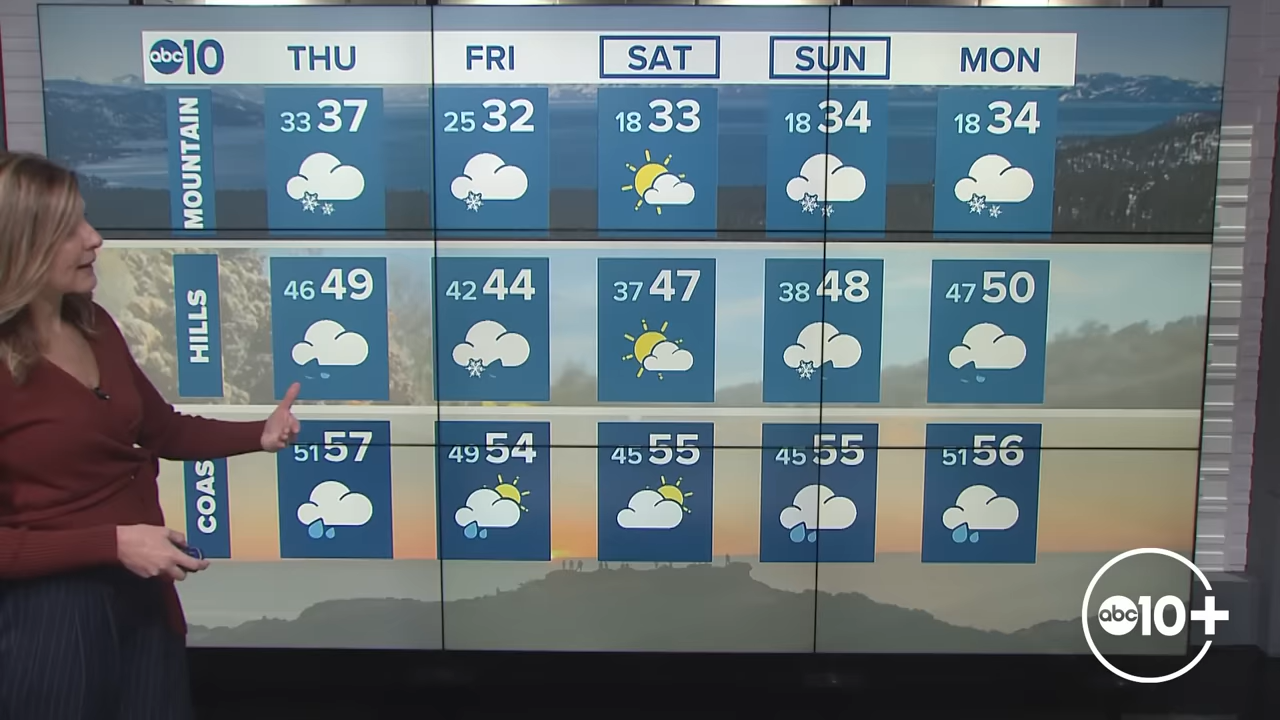 abc10 THU FRI SAT SUN MON
MOUNTAIN
33 37 25 32 18 33 18 34 18 34
HILLS
46 49 42 44 37 47 38 48 47 50
COAS
51 57 49 54 45 55 45 55 51 56
abc10+